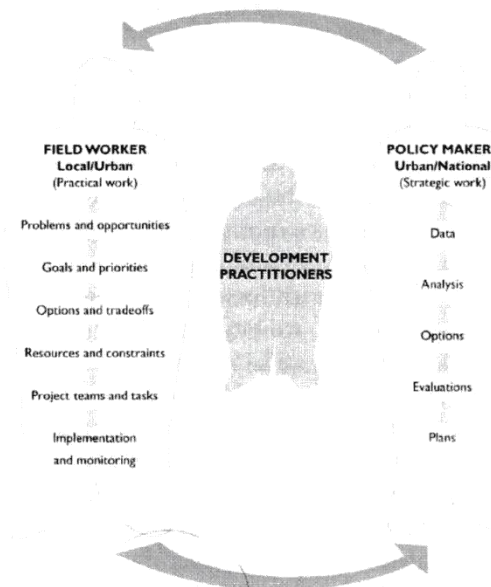 FIELD WORKER
Local/Urban
(Practical work)
Problems and opportunities
Goals and priorities
Options and tradeoffs
Resources and constraints
Project teams and tasks
Implementation
and monitoring
DEVELOPMENT
PRACTITIONERS
POLICY MAKER
Urban/National
(Strategic work)
Data
Analysis
Options
Evaluations
Plans